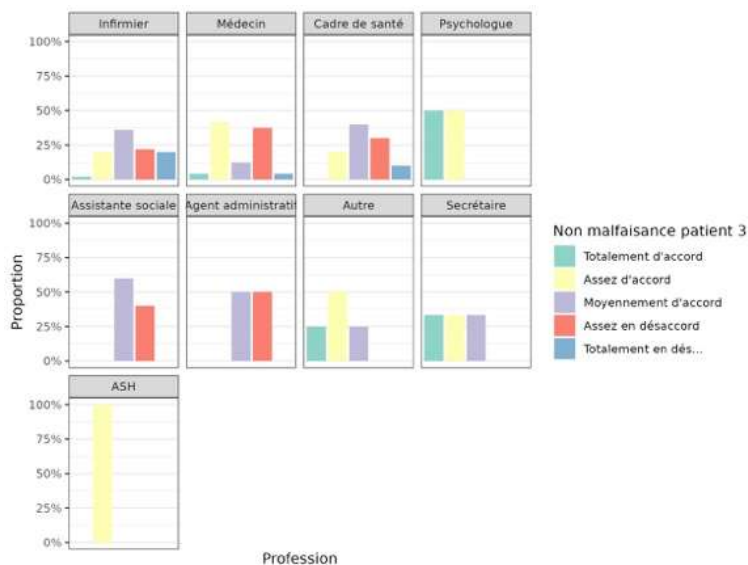 Infirmier
Médecin
Cadre de santé
Psychologue
100%
75%
50%
25%
0%
Assistante sociale
Agent administratif
Autre
Secrétaire
100%
75%
50%
25%
0%
ASH
100%
75%
50%
25%
0%
Proportion
Profession
Non malfaisance patient 3
Totalement d'accord
Assez d'accord
Moyennement d'accord
Assez en désaccord
Totalement en dés...